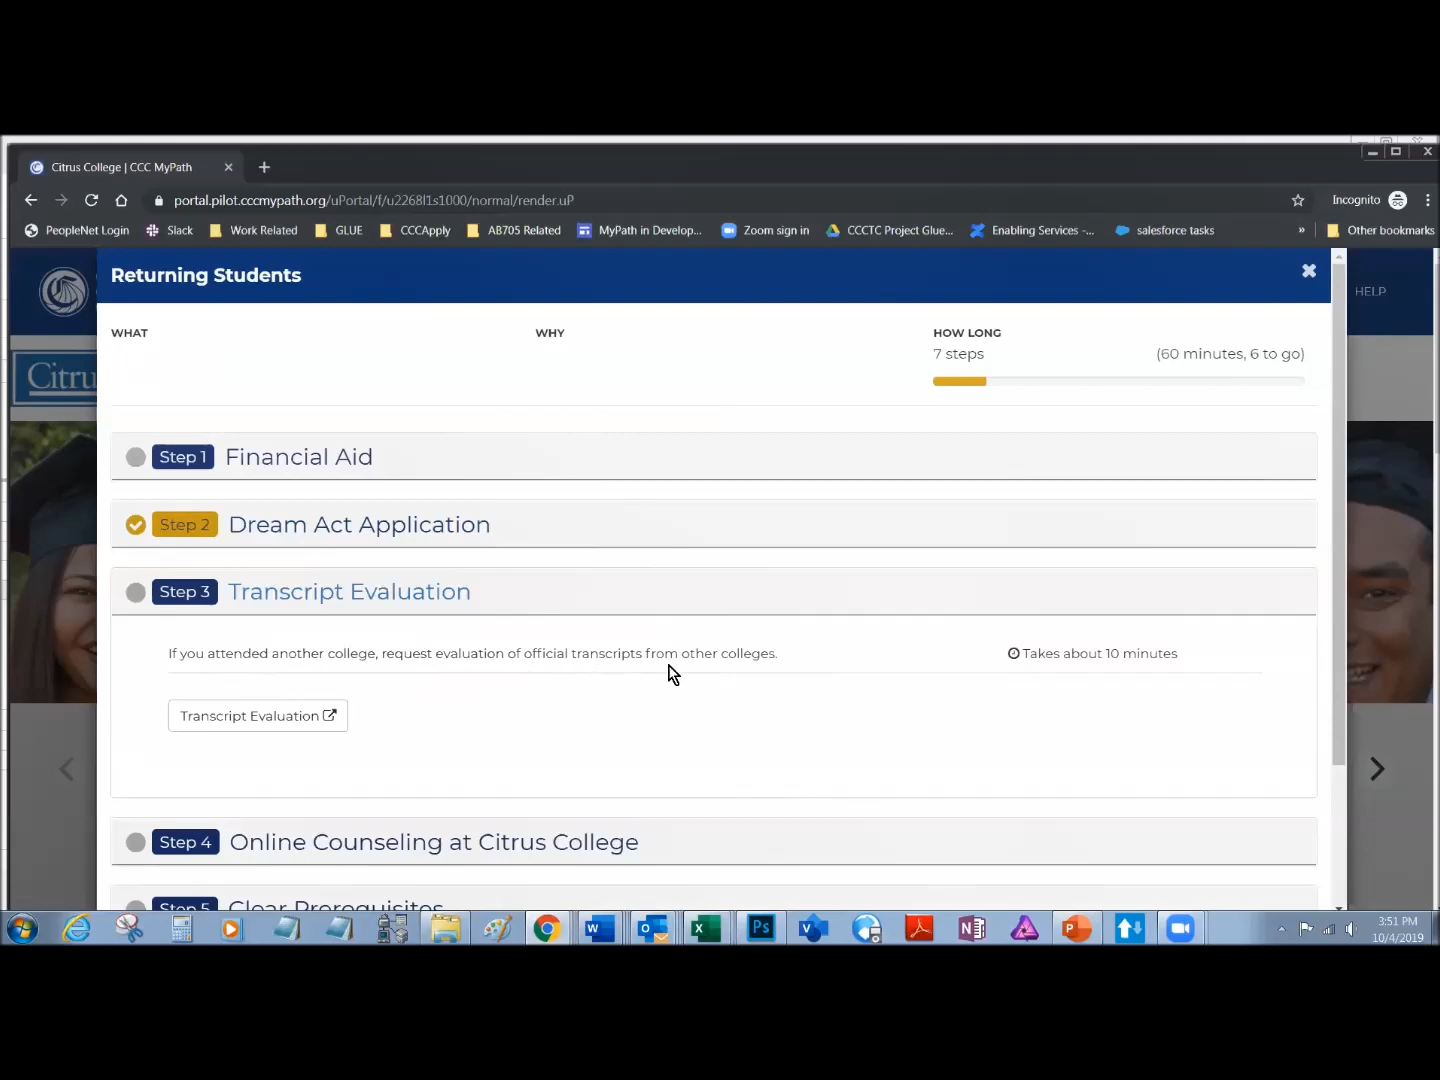 Citrus College | CCC MyPath
portal.pilot.cccmypath.org/uPortal/f/u2268l1s1000/normal/render.uP
Incognito
PeopleNet Login
Slack
Work Related
GLUE
CCCApply
AB705 Related
MyPath in Develop...
Zoom sign in
CCCTC Project Glue...
Enabling Services -...
salesforce tasks
»
Other bookmarks
Returning Students
HELP
WHAT
WHY
HOW LONG
7 steps
(60 minutes, 6 to go)
Citru
Step 1 Financial Aid
Step 2 Dream Act Application
Step 3 Transcript Evaluation
If you attended another college, request evaluation of official transcripts from other colleges.
Takes about 10 minutes
Transcript Evaluation
Step 4 Online Counseling at Citrus College
Step 5 Clear Prerequisites
3:51 PM
10/4/2019